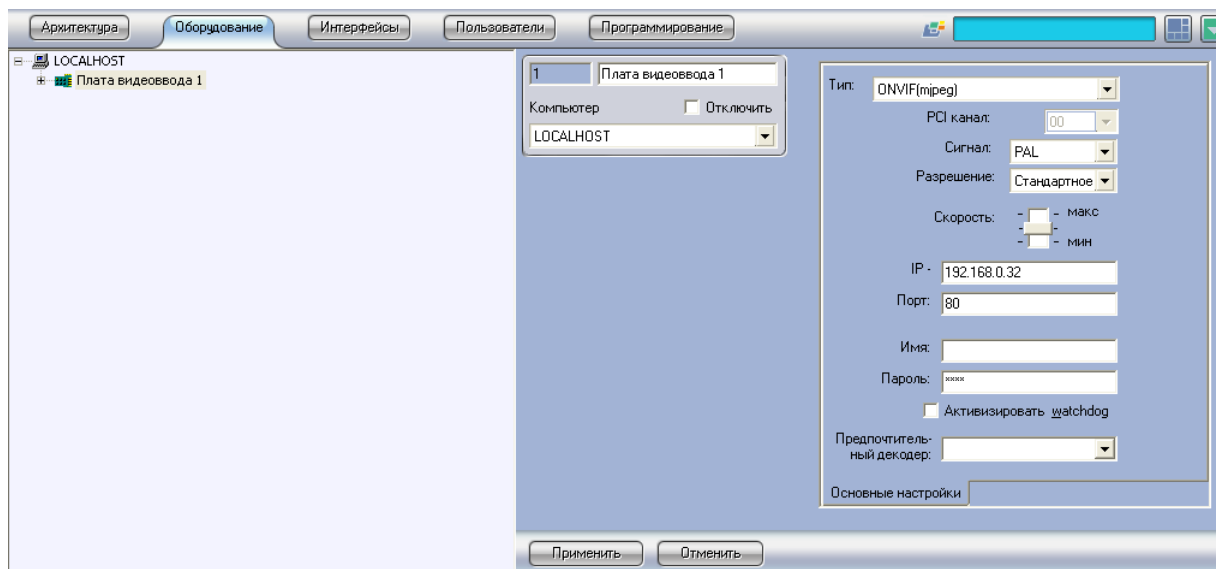 Архитектура Оборудование Интерфейсы Пользователи Программирование
LOCALHOST
Плата видеоввода 1
1 Плата видеоввода 1
Компьютер Отключить
LOCALHOST
Тип: ONVIF(mjpeg)
PCI канал: 00
Сигнал: PAL
Разрешение: Стандартное
Скорость: - - макс
- -
- - мин
IP - 192.168.0.32
Порт: 80
Имя:
Пароль: ****
Активизировать watchdog
Предпочтитель-
ный декодер:
Основные настройки
Применить Отменить